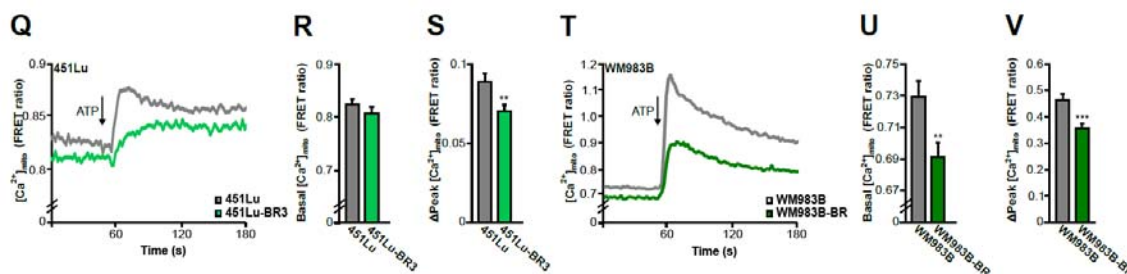 Q
[Ca²⁺]mito (FRET ratio)
0.9
0.85
0.8
0
451Lu
ATP
451Lu
451Lu-BR3
60
120
180
Time (s)
R
Basal [Ca²⁺]mito (FRET ratio)
0.9
0.8
0.7
0
451Lu
451Lu-BR3
S
ΔPeak [Ca²⁺]mito (FRET ratio)
0.1
0.05
0
**
451Lu
451Lu-BR3
T
[Ca²⁺]mito (FRET ratio)
1.2
1.1
1.0
0.9
0.8
0.7
0
WM983B
ATP
WM983B
WM983B-BR
60
120
180
Time (s)
U
Basal [Ca²⁺]mito (FRET ratio)
0.75
0.73
0.71
0.69
0.67
0
**
WM983B
WM983B-BR
V
ΔPeak [Ca²⁺]mito (FRET ratio)
0.6
0.5
0.4
0.3
0.2
0.1
0
***
WM983B
WM983B-BR